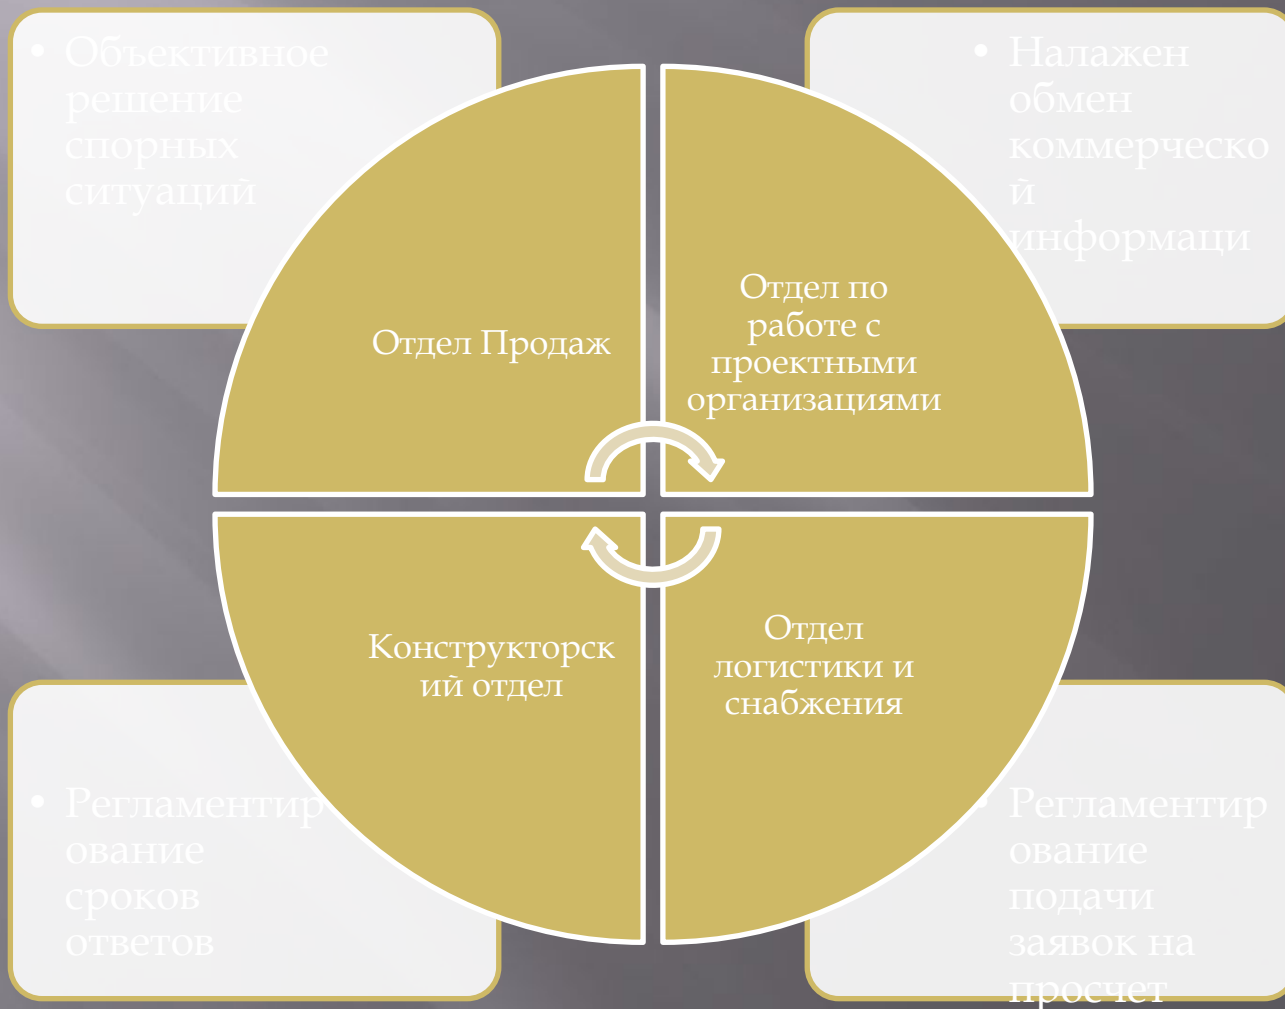 • Объективное
решение
спорных
ситуаций
• Налажен
обмен
коммерческо
й
информаци
Отдел Продаж
Отдел по
работе с
проектными
организациями
Конструкторск
ий отдел
Отдел
логистики и
снабжения
• Регламентир
ование
сроков
ответов
• Регламентир
ование
подачи
заявок на
просчет